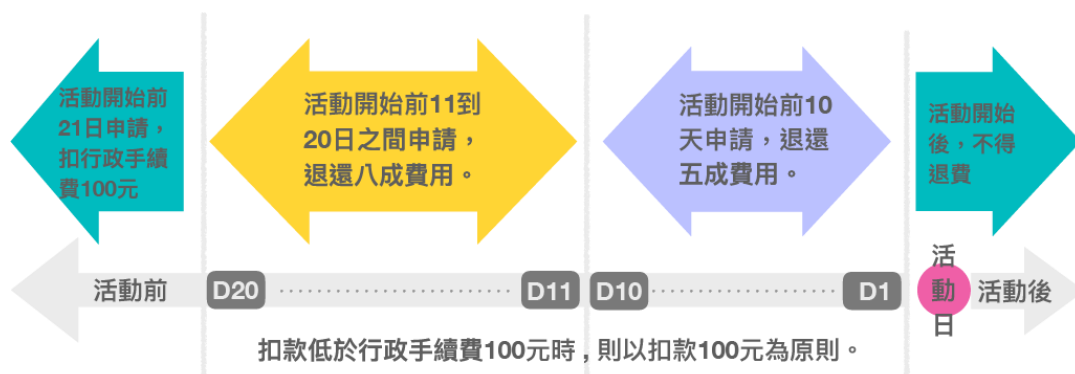 活動開始前
21日申請，
扣行政手續
費100元
活動開始前11到
20日之間申請，
退還八成費用。
活動開始前10
天申請，退還
五成費用。
活動開始
後，不得
退費
活動前
D20
D11
D10
D1
活
動
日
活動後
扣款低於行政手續費100元時 , 則以扣款100元為原則。